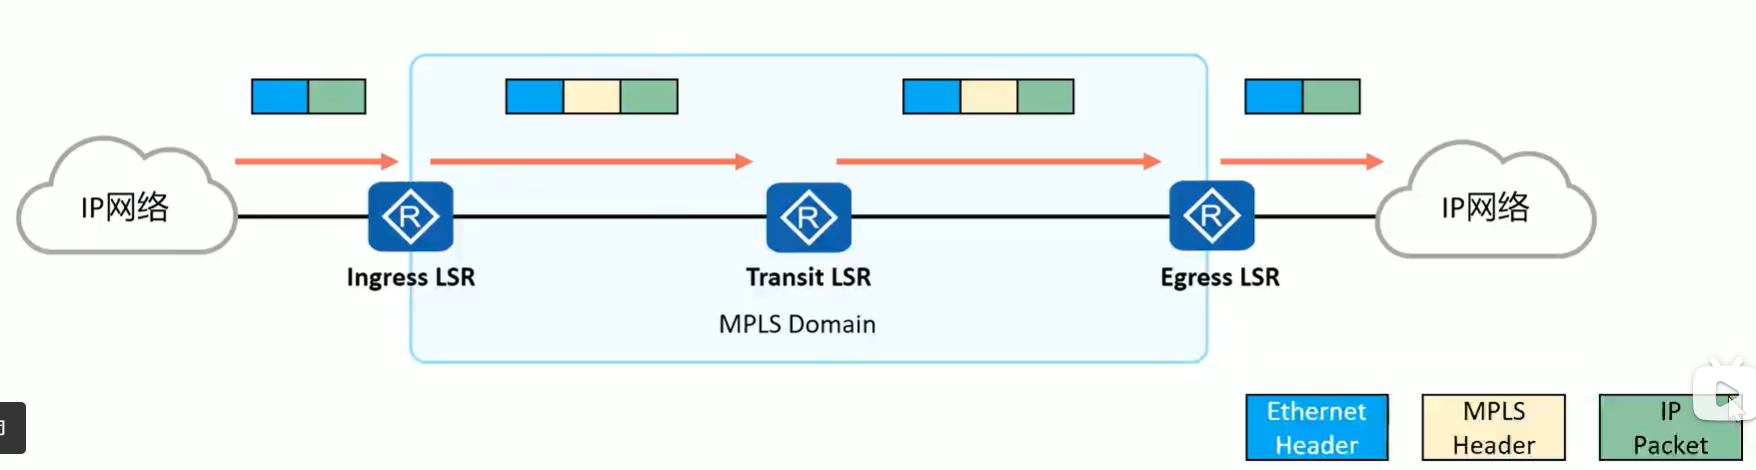 IP网络
R
R
R
IP网络
Ingress LSR
Transit LSR
Egress LSR
MPLS Domain
Ethernet
Header
MPLS
Header
IP
Packet